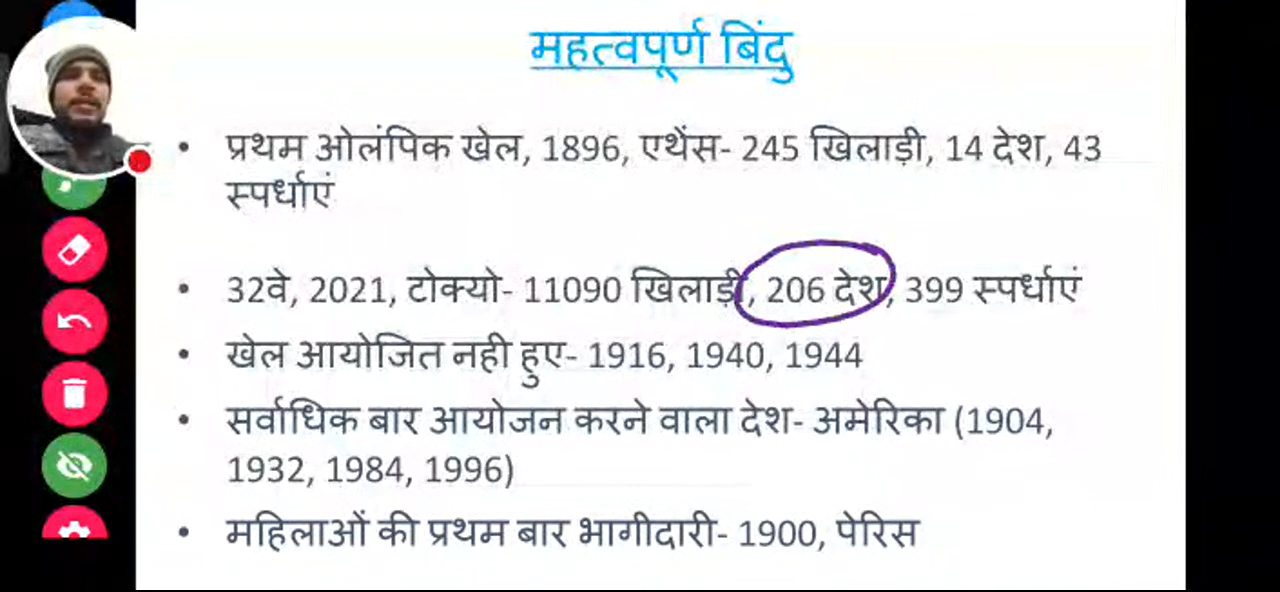 महत्वपूर्ण बिंदु
• प्रथम ओलंपिक खेल, 1896, एथेंस- 245 खिलाड़ी, 14 देश, 43
स्पर्धाएं
• 32वे, 2021, टोक्यो- 11090 खिलाड़ी, 206 देश, 399 स्पर्धाएं
• खेल आयोजित नही हुए- 1916, 1940, 1944
• सर्वाधिक बार आयोजन करने वाला देश- अमेरिका (1904,
1932, 1984, 1996)
• महिलाओं की प्रथम बार भागीदारी- 1900, पेरिस